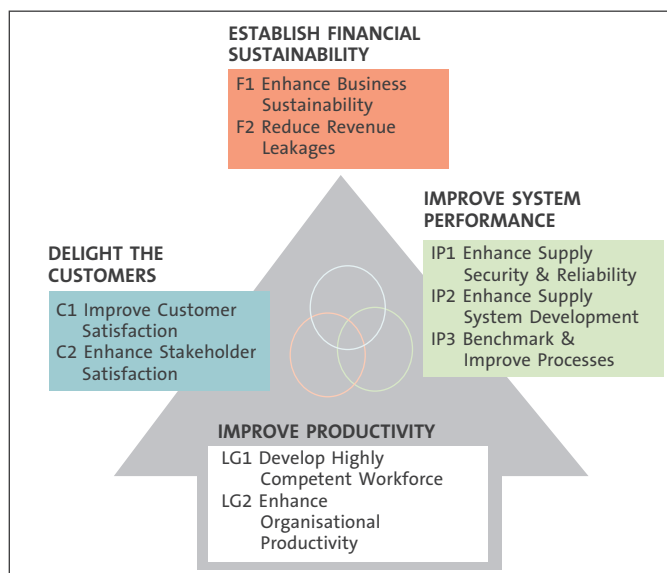 ESTABLISH FINANCIAL
SUSTAINABILITY
F1 Enhance Business
Sustainability
F2 Reduce Revenue
Leakages
IMPROVE SYSTEM
PERFORMANCE
IP1 Enhance Supply
Security & Reliability
IP2 Enhance Supply
System Development
IP3 Benchmark &
Improve Processes
DELIGHT THE
CUSTOMERS
C1 Improve Customer
Satisfaction
C2 Enhance Stakeholder
Satisfaction
IMPROVE PRODUCTIVITY
LG1 Develop Highly
Competent Workforce
LG2 Enhance
Organisational
Productivity